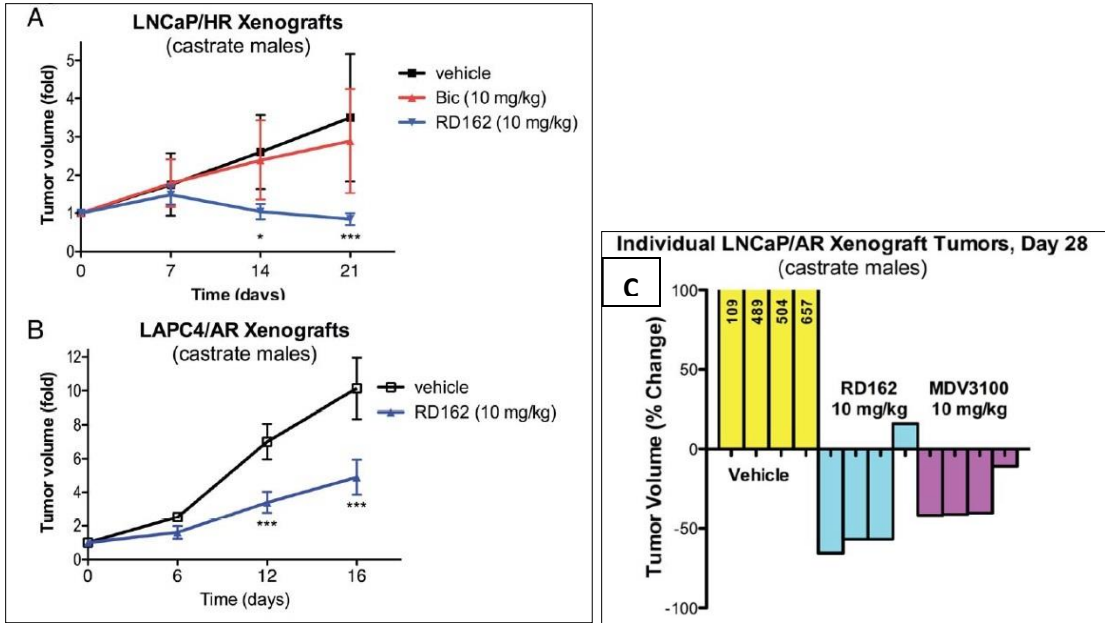 A
LNCaP/HR Xenografts
(castrate males)
Tumor volume (fold)
5
4
3
2
1
0
0 7 14 21
* ***
Time (days)
vehicle
Bic (10 mg/kg)
RD162 (10 mg/kg)
B
LAPC4/AR Xenografts
(castrate males)
Tumor volume (fold)
12
10
8
6
4
2
0
0 6 12 16
*** ***
Time (days)
vehicle
RD162 (10 mg/kg)
C
Individual LNCaP/AR Xenograft Tumors, Day 28
(castrate males)
Tumor Volume (% Change)
100
50
0
-50
-100
109
489
504
657
Vehicle
RD162
10 mg/kg
MDV3100
10 mg/kg